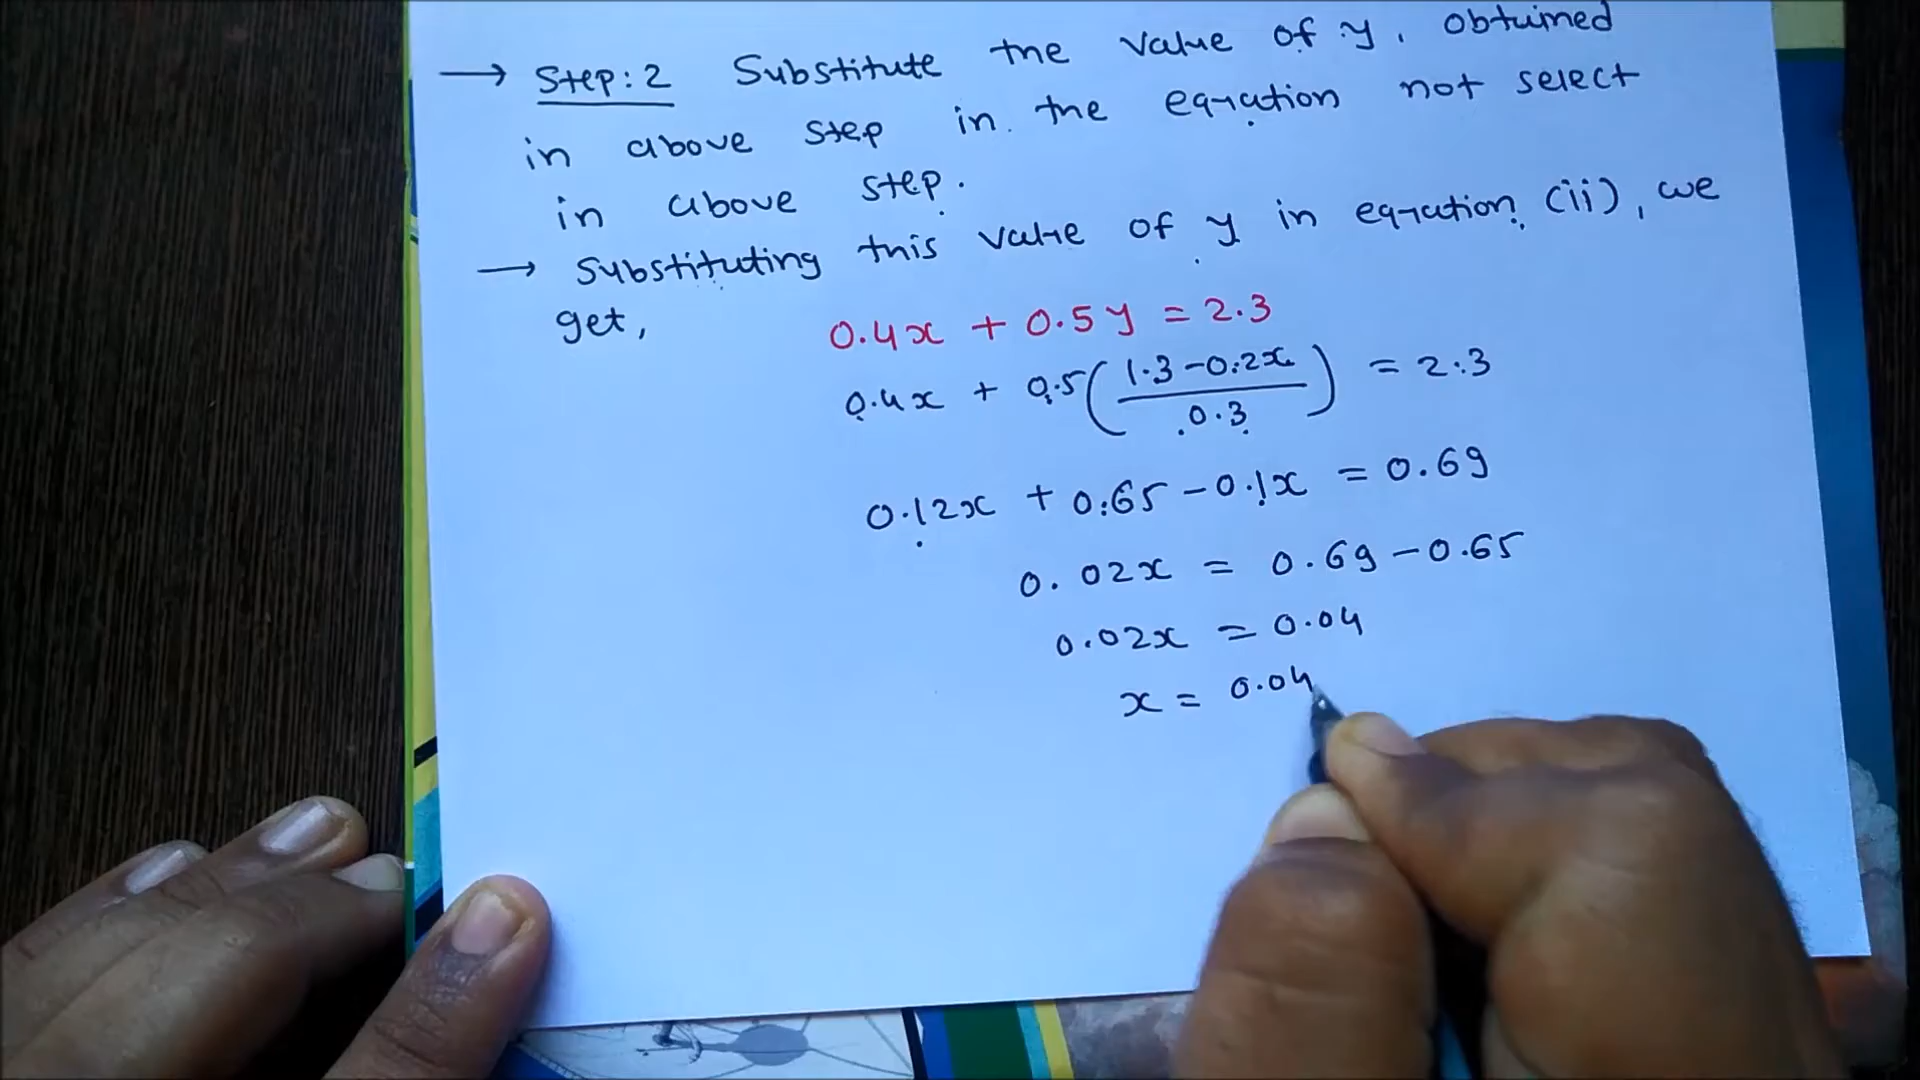 → Step:2 Substitute the value of y, obtained
in above step in the equation not select
in above step.
→ Substituting this value of y in equation (ii), we
get,
0.4x + 0.5y = 2.3
0.4x + 0.5(1.3-0.2x/0.3) = 2.3
0.12x + 0.65 - 0.1x = 0.69
0.02x = 0.69 - 0.65
0.02x = 0.04
x = 0.04